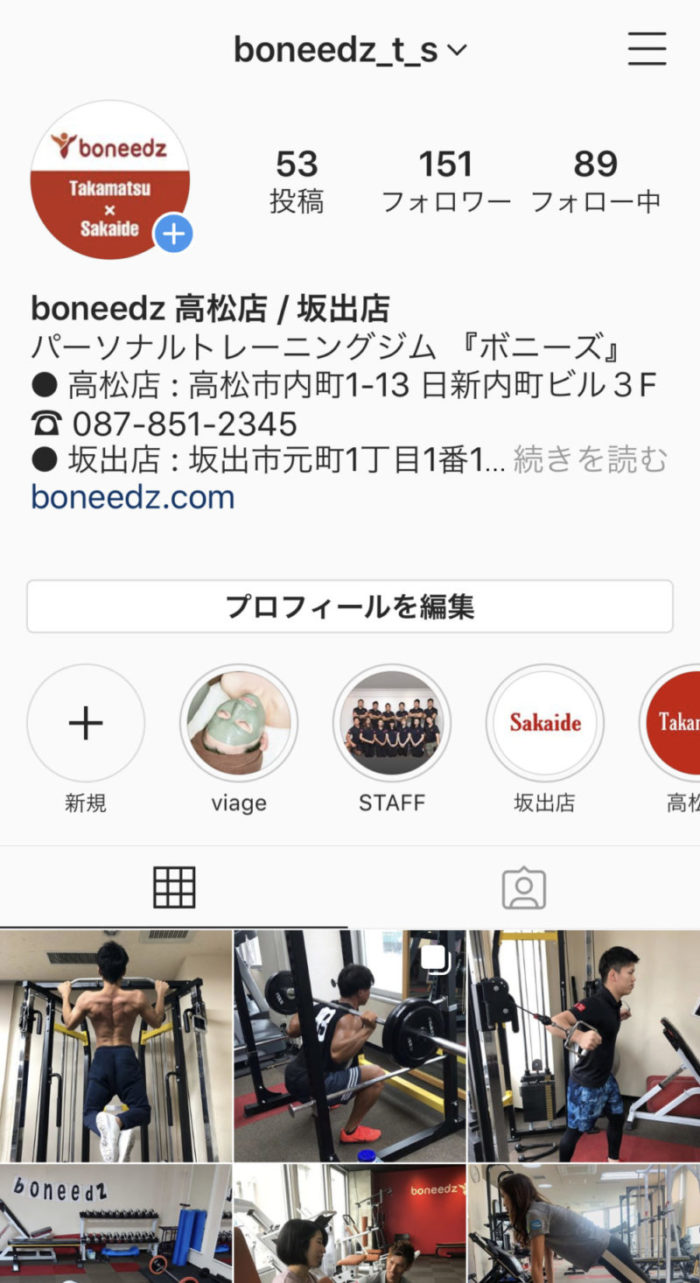 boneedz_t_s
boneedz
Takamatsu
×
Sakaide
53
151
89
投稿
フォロワー
フォロー中
boneedz 高松店 / 坂出店
パーソナルトレーニングジム 『ボニーズ』
● 高松店 : 高松市内町1-13 日新内町ビル３F
☎ 087-851-2345
● 坂出店 : 坂出市元町1丁目1番1... 続きを読む
boneedz.com
プロフィールを編集
Sakaide
新規
viage
STAFF
坂出店
boneedz
boneedz